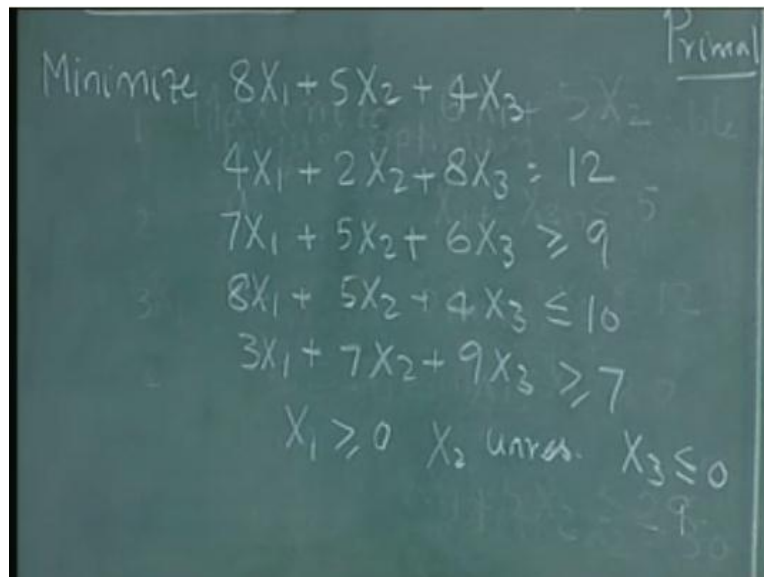 Primal
Minimize 8X₁ + 5X₂ + 4X₃
4X₁ + 2X₂ + 8X₃ = 12
7X₁ + 5X₂ + 6X₃ ≥ 9
8X₁ + 5X₂ + 4X₃ ≤ 10
3X₁ + 7X₂ + 9X₃ ≥ 7
X₁ ≥ 0 X₂ unres. X₃ ≤ 0